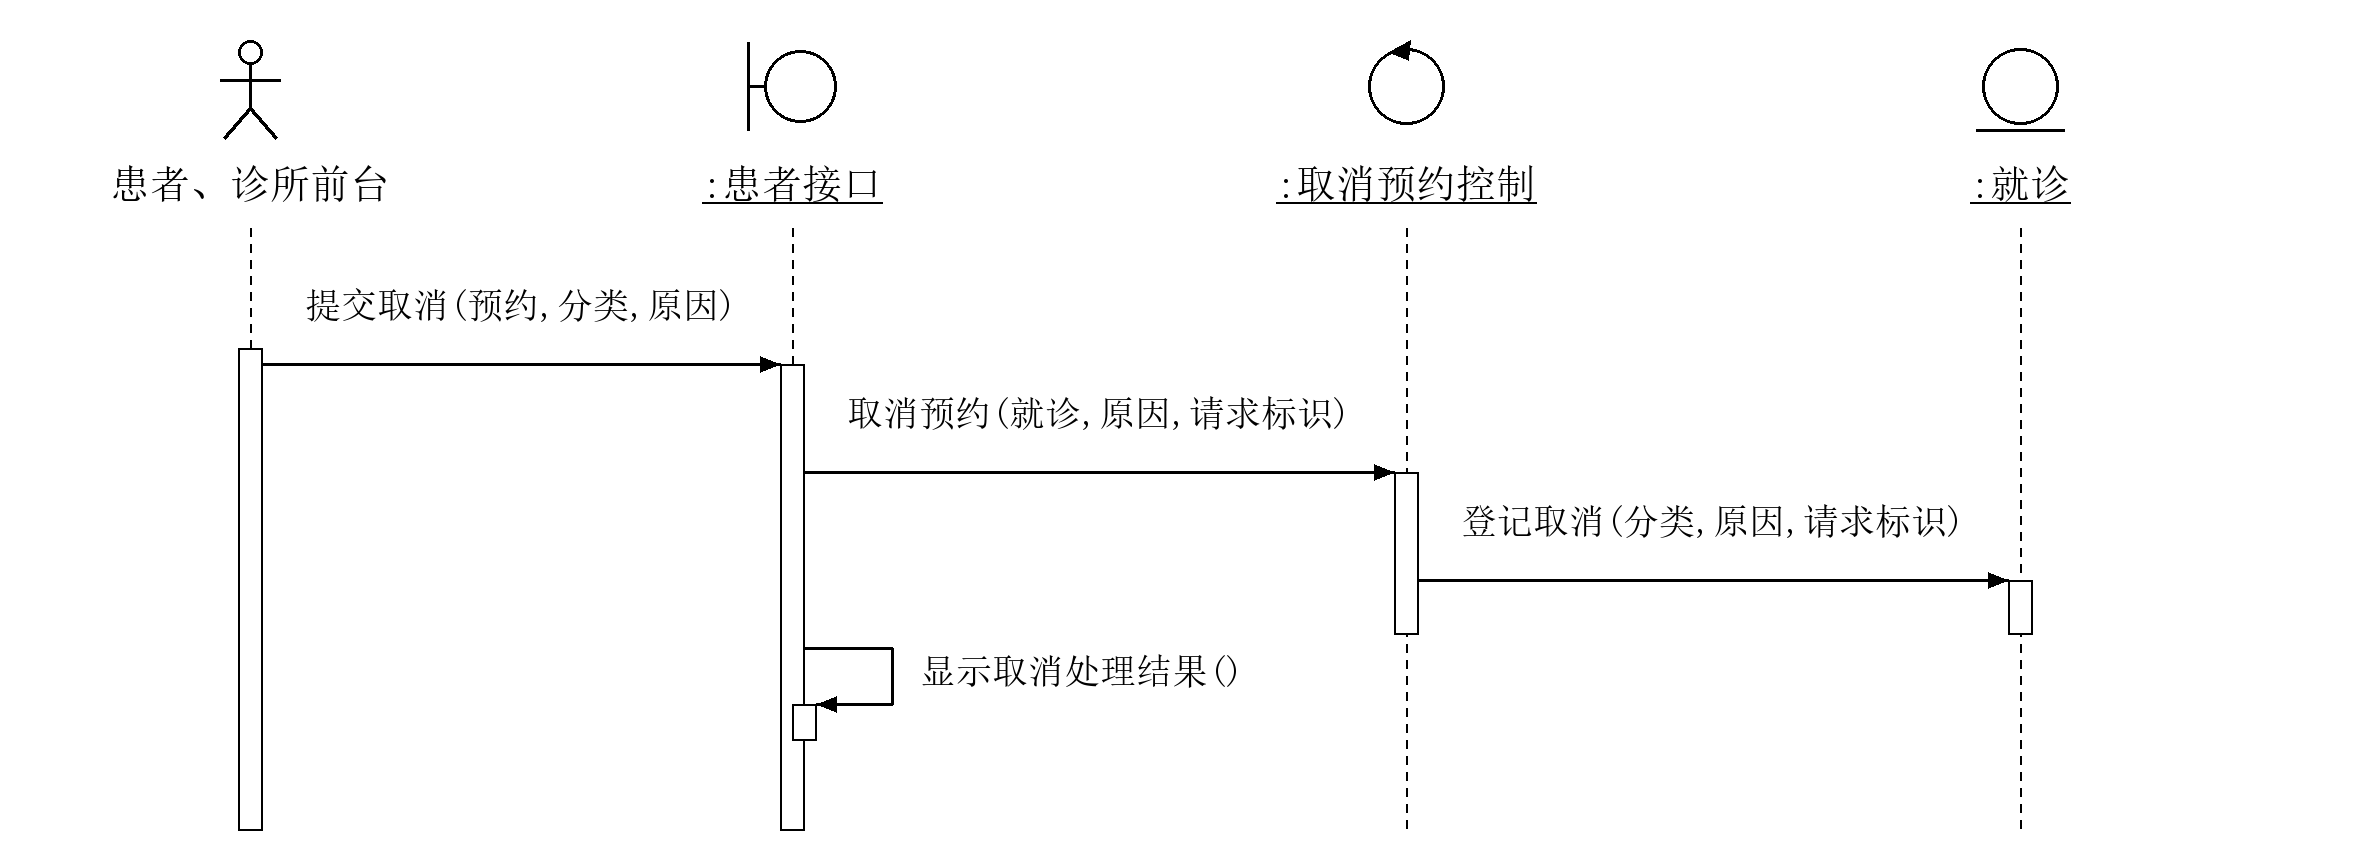 患者、诊所前台
:患者接口
:取消预约控制
:就诊
提交取消(预约,分类,原因)
取消预约(就诊,原因,请求标识)
登记取消(分类,原因,请求标识)
显示取消处理结果()